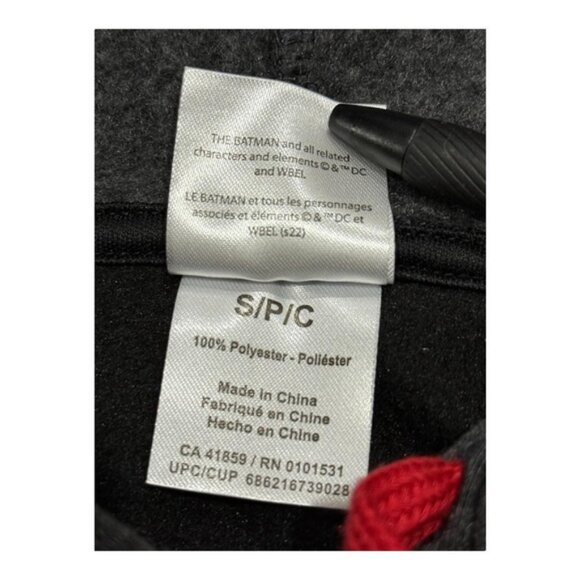 THE BATMAN and all related
characters and elements © & ™ DC
and WBEI.
LE BATMAN et tous les personnages
associés et éléments © & ™ DC et
WBEI. (s22)
S/P/C
100% Polyester - Poliéster
Made in China
Fabriqué en Chine
Hecho en Chine
CA 41859 / RN 0101531
UPC/CUP 686216739028